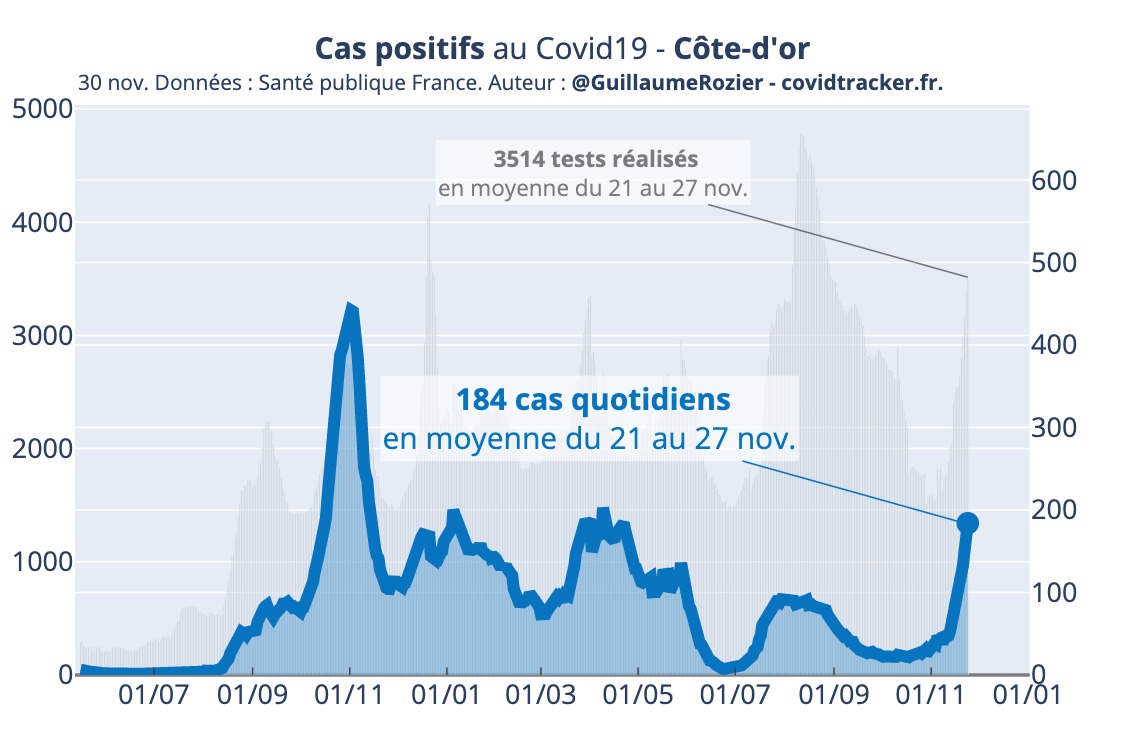 Cas positifs au Covid19 - Côte-d'or
30 nov. Données : Santé publique France. Auteur : @GuillaumeRozier - covidtracker.fr.
5000
4000
3000
2000
1000
0
3514 tests réalisés
en moyenne du 21 au 27 nov.
184 cas quotidiens
en moyenne du 21 au 27 nov.
600
500
400
300
200
100
0
01/07 01/09 01/11 01/01 01/03 01/05 01/07 01/09 01/11 01/01